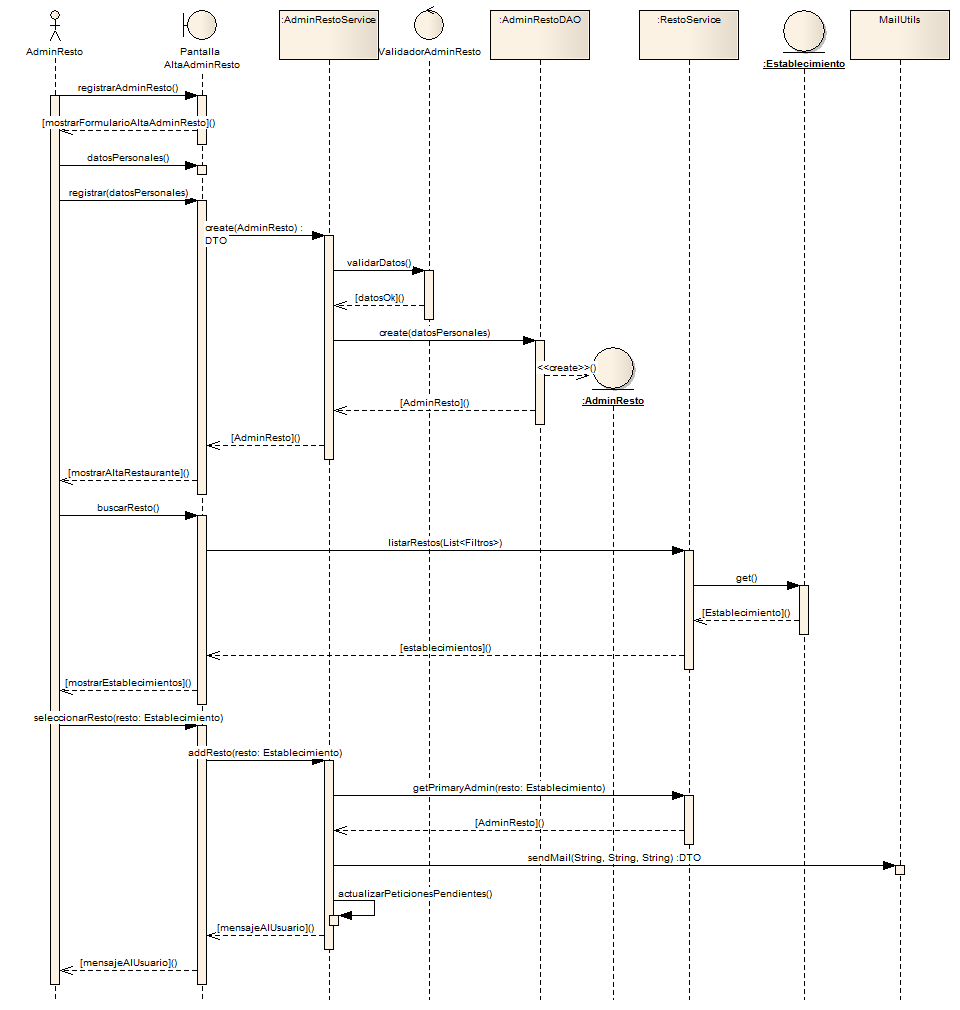 :AdminRestoService
:AdminRestoDAO
:RestoService
MailUtils
AdminResto
Pantalla
AltaAdminResto
ValidadorAdminResto
:Establecimiento
registrarAdminResto()
[mostrarFormularioAltaAdminResto]()
datosPersonales()
registrar(datosPersonales)
create(AdminResto) :
DTO
validarDatos()
[datosOk]()
create(datosPersonales)
<<create>>()
:AdminResto
[AdminResto]()
[AdminResto]()
[mostrarAltaRestaurante]()
buscarResto()
listarRestos(List<Filtros>)
get()
[Establecimiento]()
[establecimientos]()
[mostrarEstablecimientos]()
seleccionarResto(resto: Establecimiento)
addResto(resto: Establecimiento)
getPrimaryAdmin(resto: Establecimiento)
[AdminResto]()
sendMail(String, String, String) :DTO
actualizarPeticionesPendientes()
[mensajeAlUsuario]()
[mensajeAlUsuario]()